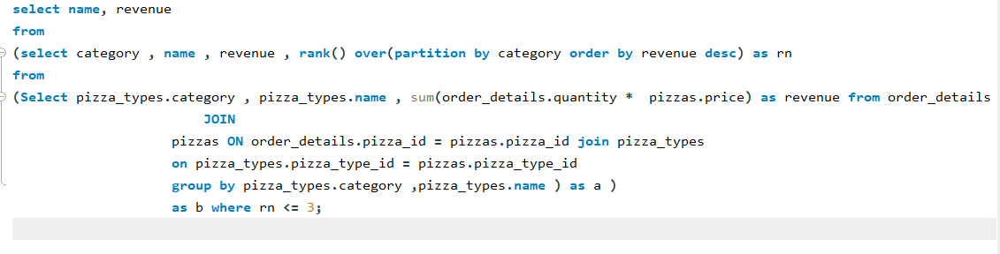 select name, revenue
from
(select category , name , revenue , rank() over(partition by category order by revenue desc) as rn
from
(Select pizza_types.category , pizza_types.name , sum(order_details.quantity *  pizzas.price) as revenue from order_details
JOIN
pizzas ON order_details.pizza_id = pizzas.pizza_id join pizza_types
on pizza_types.pizza_type_id = pizzas.pizza_type_id
group by pizza_types.category ,pizza_types.name ) as a )
as b where rn <= 3;